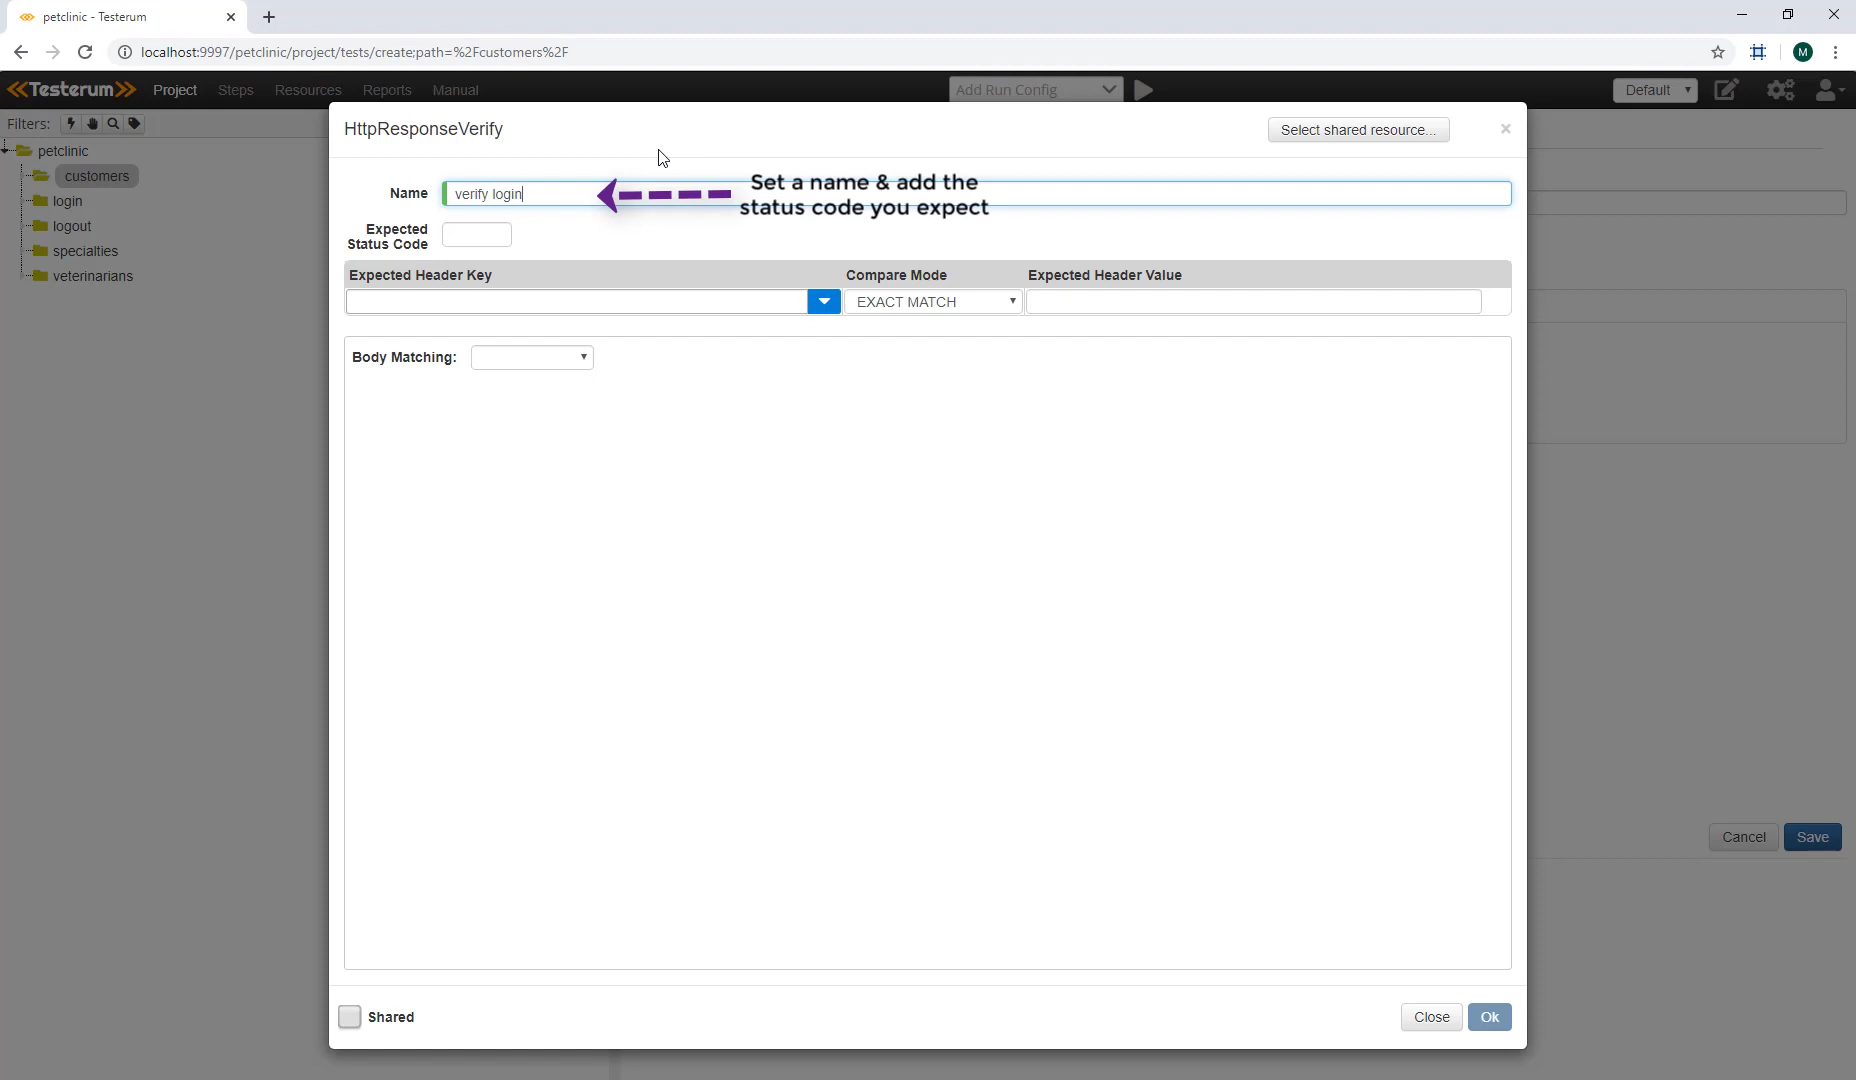 petclinic - Testerum
localhost:9997/petclinic/project/tests/create;path=%2Fcustomers%2F
M
Testerum
Project
Steps
Resources
Reports
Manual
Add Run Config
Default
Filters:
petclinic
customers
login
logout
specialties
veterinarians
HttpResponseVerify
Select shared resource...
Name
verify login
Set a name & add the
status code you expect
Expected
Status Code
Expected Header Key
Compare Mode
Expected Header Value
EXACT MATCH
Body Matching:
Cancel
Save
Shared
Close
Ok